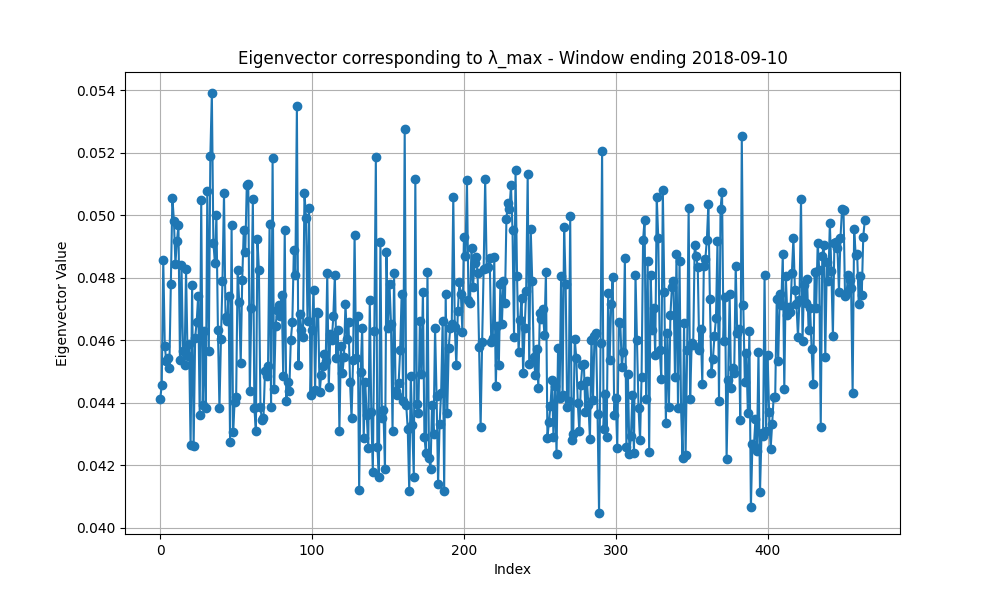 Eigenvector corresponding to λ_max - Window ending 2018-09-10
Eigenvector Value
0.054
0.052
0.050
0.048
0.046
0.044
0.042
0.040
0 100 200 300 400
Index